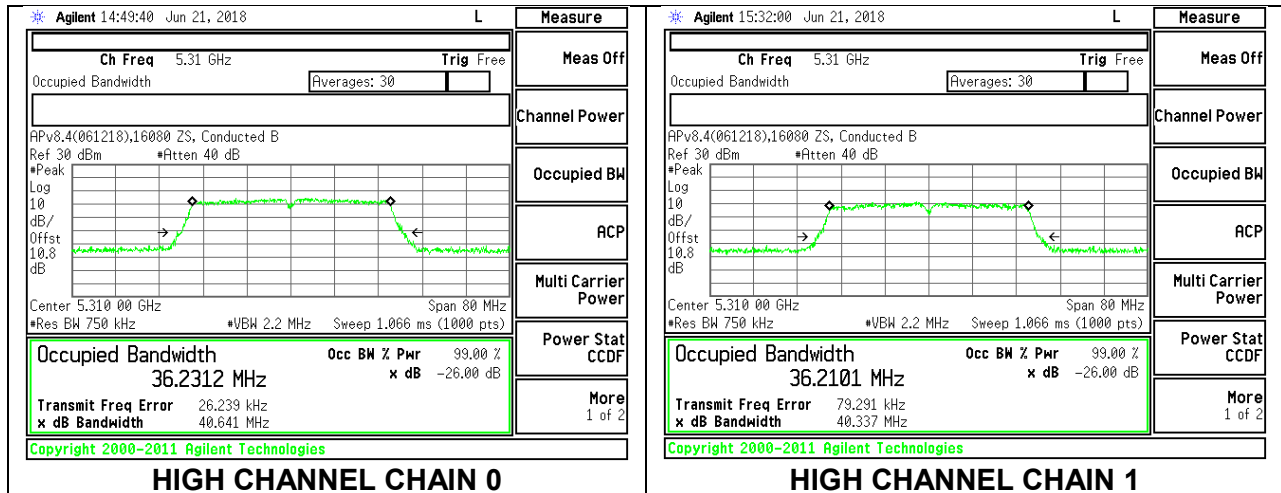 Agilent 14:49:40 Jun 21, 2018 L
Measure
Ch Freq 5.31 GHz Trig Free
Meas Off
Occupied Bandwidth Averages: 30
Channel Power
APv8.4(061218),16080 ZS, Conducted B
Ref 30 dBm #Atten 40 dB
#Peak
Log
10
dB/
Offst
10.8
dB
Occupied BW
ACP
Multi Carrier
Power
Center 5.310 00 GHz Span 80 MHz
#Res BW 750 kHz #VBW 2.2 MHz Sweep 1.066 ms (1000 pts)
Power Stat
CCDF
Occupied Bandwidth Occ BW % Pwr 99.00 %
36.2312 MHz x dB -26.00 dB
Transmit Freq Error 26.239 kHz
x dB Bandwidth 40.641 MHz
More
1 of 2
Copyright 2000-2011 Agilent Technologies
HIGH CHANNEL CHAIN 0
Agilent 15:32:00 Jun 21, 2018 L
Measure
Ch Freq 5.31 GHz Trig Free
Meas Off
Occupied Bandwidth Averages: 30
Channel Power
APv8.4(061218),16080 ZS, Conducted B
Ref 30 dBm #Atten 40 dB
#Peak
Log
10
dB/
Offst
10.8
dB
Occupied BW
ACP
Multi Carrier
Power
Center 5.310 00 GHz Span 80 MHz
#Res BW 750 kHz #VBW 2.2 MHz Sweep 1.066 ms (1000 pts)
Power Stat
CCDF
Occupied Bandwidth Occ BW % Pwr 99.00 %
36.2101 MHz x dB -26.00 dB
Transmit Freq Error 79.291 kHz
x dB Bandwidth 40.337 MHz
More
1 of 2
Copyright 2000-2011 Agilent Technologies
HIGH CHANNEL CHAIN 1